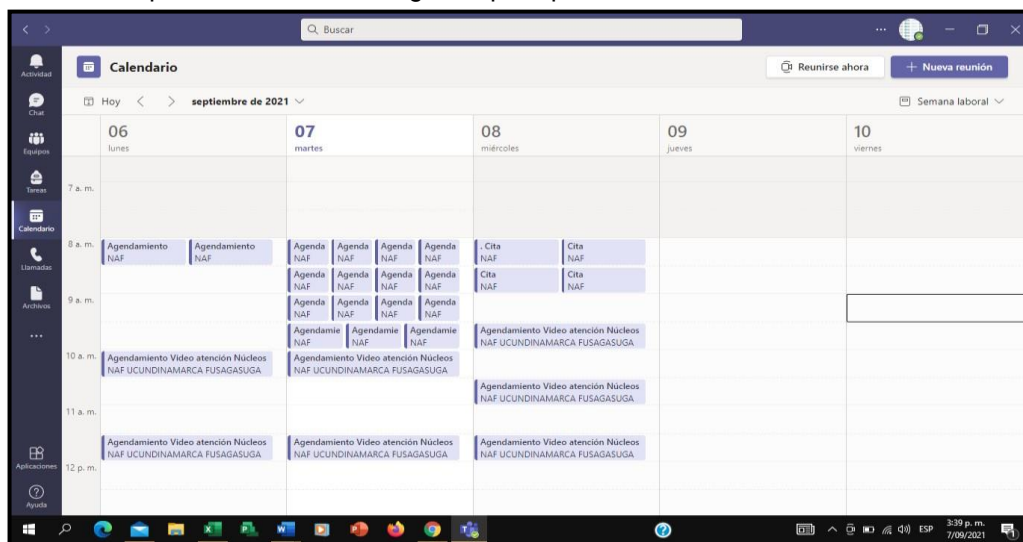 Buscar
Actividad
Chat
Equipos
Tareas
Calendario
Llamadas
Archivos
Aplicaciones
Ayuda
Calendario
Reunirse ahora
+ Nueva reunión
Hoy
septiembre de 2021
Semana laboral
06
lunes
07
martes
08
miércoles
09
jueves
10
viernes
7 a. m.
8 a. m.
9 a. m.
10 a. m.
11 a. m.
12 p. m.
Agendamiento
NAF
Agendamiento
NAF
Agendamiento Video atención Núcleos
NAF UCUNDINAMARCA FUSAGASUGA
Agendamiento Video atención Núcleos
NAF UCUNDINAMARCA FUSAGASUGA
Agenda Agenda Agenda Agenda
NAF NAF NAF NAF
Agenda Agenda Agenda Agenda
NAF NAF NAF NAF
Agenda Agenda Agenda Agenda
NAF NAF NAF NAF
Agendamie Agendamie Agendamie
NAF NAF NAF
Agendamiento Video atención Núcleos
NAF UCUNDINAMARCA FUSAGASUGA
Agendamiento Video atención Núcleos
NAF UCUNDINAMARCA FUSAGASUGA
. Cita
NAF
Cita
NAF
Cita
NAF
Cita
NAF
Agendamiento Video atención Núcleos
NAF UCUNDINAMARCA FUSAGASUGA
Agendamiento Video atención Núcleos
NAF UCUNDINAMARCA FUSAGASUGA
Agendamiento Video atención Núcleos
NAF UCUNDINAMARCA FUSAGASUGA
ESP
3:39 p. m.
7/09/2021